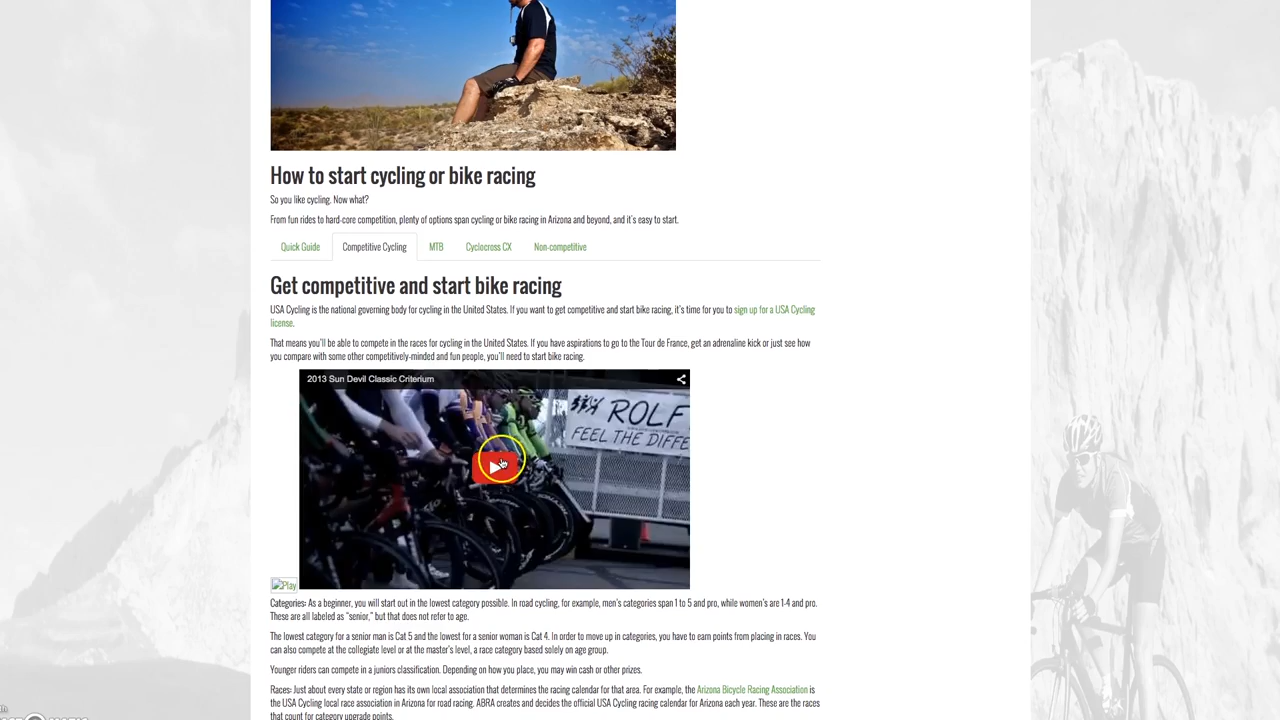 How to start cycling or bike racing
So you like cycling. Now what?
From fun rides to hard-core competition, plenty of options span cycling or bike racing in Arizona and beyond, and it's easy to start.
Quick Guide Competitive Cycling MTB Cyclocross CX Non-competitive
Get competitive and start bike racing
USA Cycling is the national governing body for cycling in the United States. If you want to get competitive and start bike racing, it's time for you to sign up for a USA Cycling
license.
That means you'll be able to compete in the races for cycling in the United States. If you have aspirations to go to the Tour de France, get an adrenaline kick or just see how
you compare with some other competitively-minded and fun people, you'll need to start bike racing.
2013 Sun Devil Classic Criterium
ROLF
FEEL THE DIFFE
Play
Categories: As a beginner, you will start out in the lowest category possible. In road cycling, for example, men's categories span 1 to 5 and pro, while women's are 1-4 and pro.
These are all labeled as "senior," but that does not refer to age.
The lowest category for a senior man is Cat 5 and the lowest for a senior woman is Cat 4. In order to move up in categories, you have to earn points from placing in races. You
can also compete at the collegiate level or at the master's level, a race category based solely on age group.
Younger riders can compete in a juniors classification. Depending on how you place, you may win cash or other prizes.
Races: Just about every state or region has its own local association that determines the racing calendar for that area. For example, the Arizona Bicycle Racing Association is
the USA Cycling local race association in Arizona for road racing. ABRA creates and decides the official USA Cycling racing calendar for Arizona each year. These are the races
that count for category upgrade points.